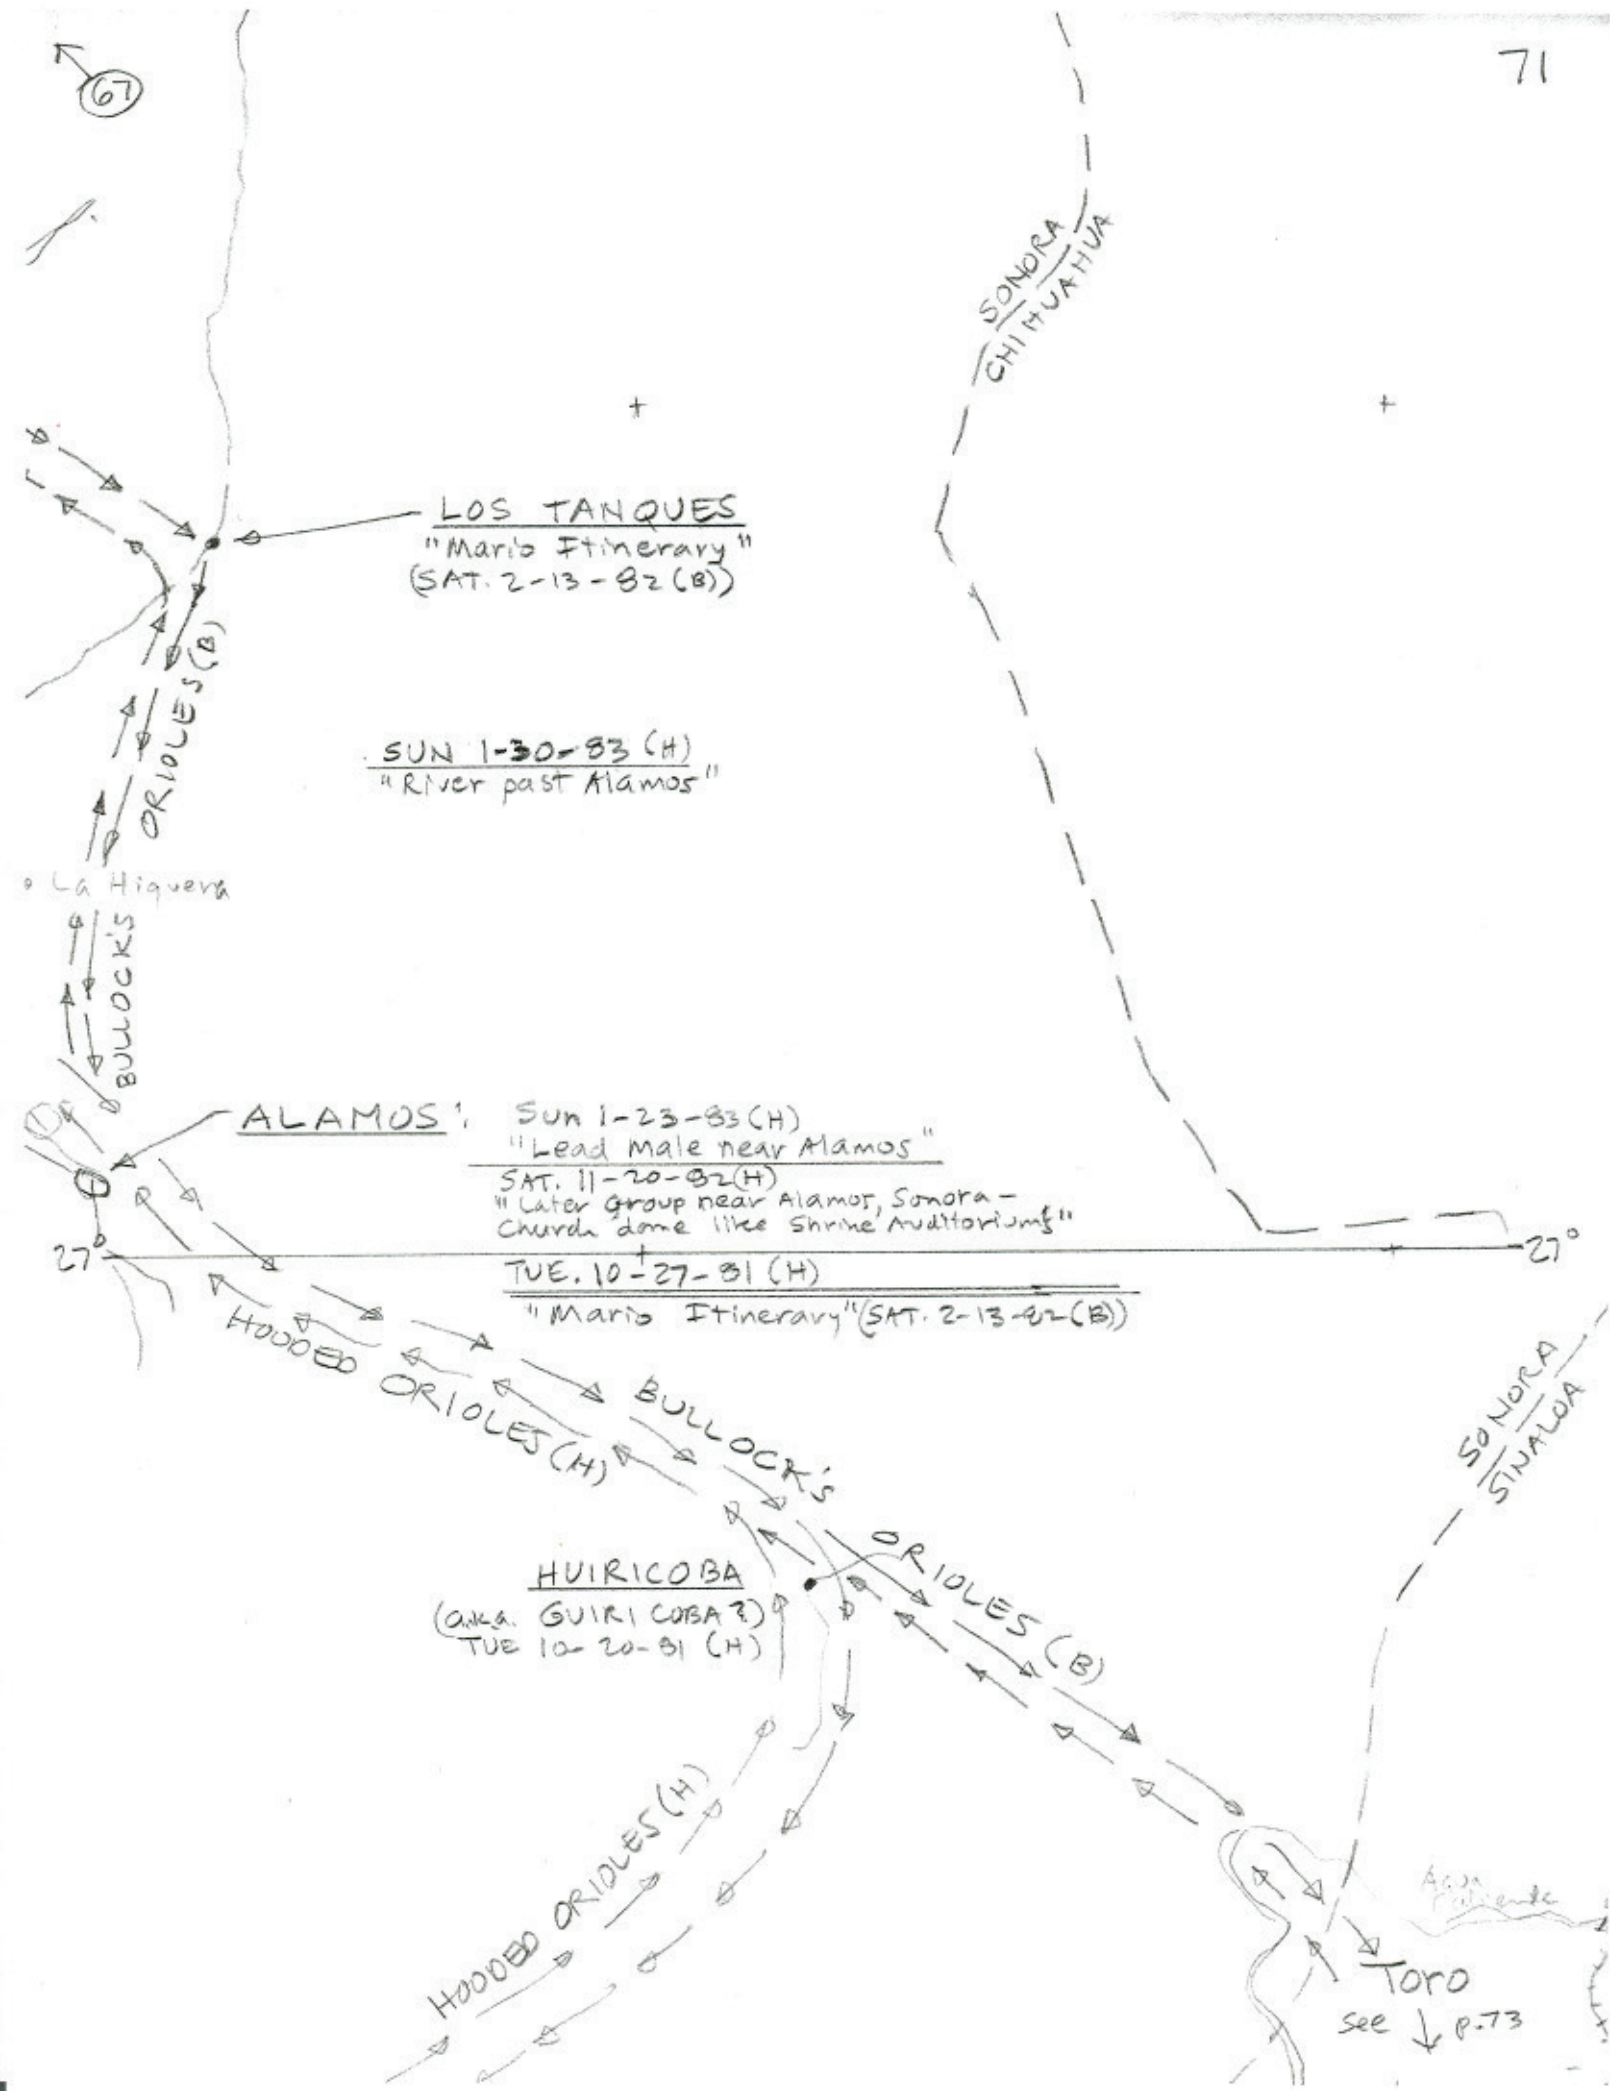 67
71
SONORA
CHIHUAHUA
LOS TANQUES
"Mario Itinerary"
(SAT. 2-13-82 (B))
ORIOLES (B)
SUN 1-30-83 (H)
"River past Alamos"
La Higuera
BULLOCK'S
ALAMOS:
Sun 1-23-83 (H)
"Lead Male near Alamos"
SAT. 11-20-82 (H)
"Later Group near Alamos, Sonora -
Church dome like Shrine Auditorium's"
27°
27°
TUE. 10-27-81 (H)
"Mario Itinerary" (SAT. 2-13-82 (B))
HOODED ORIOLES (H)
BULLOCK'S
ORIOLES (B)
SONORA
SINALOA
HUIRICOBA
(a.k.a. GUIRICOBA?)
TUE 10-20-81 (H)
HOODED ORIOLES (H)
Agua
Caliente
Toro
see p.73